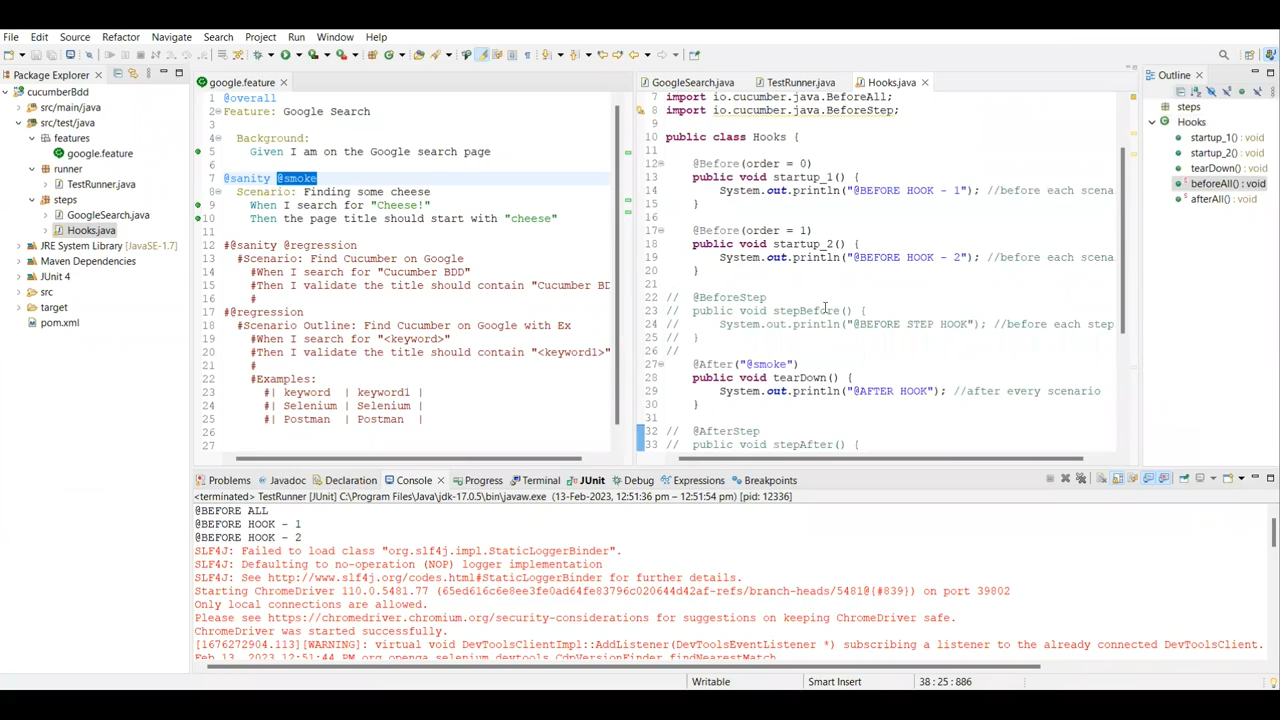 File Edit Source Refactor Navigate Search Project Run Window Help
Package Explorer
cucumberBdd
src/main/java
src/test/java
features
google.feature
runner
TestRunner.java
steps
GoogleSearch.java
Hooks.java
JRE System Library [JavaSE-1.6]
Maven Dependencies
JUnit 4
src
target
pom.xml
google.feature
1 @overall
2 Feature: Google Search
3
4 Background:
5 Given I am on the Google search page
6
7 @sanity @smoke
8 Scenario: Finding some cheese
9 When I search for "Cheese!"
10 Then the page title should start with "cheese"
11
12 #@sanity @regression
13 #Scenario: Find Cucumber on Google
14 #When I search for "Cucumber BDD"
15 #Then I validate the title should contain "Cucumber BD
16 #
17 #@regression
18 #Scenario Outline: Find Cucumber on Google with Ex
19 #When I search for "<keyword>"
20 #Then I validate the title should contain "<keyword1>"
21 #
22 #Examples:
23 #| keyword | keyword1 |
24 #| Selenium | Selenium |
25 #| Postman | Postman |
26
27
GoogleSearch.java TestRunner.java Hooks.java
7 import io.cucumber.java.BeforeAll;
8 import io.cucumber.java.BeforeStep;
9
10 public class Hooks {
11
12 @Before(order = 0)
13 public void startup_1() {
14 System.out.println("@BEFORE HOOK - 1"); //before each scena
15 }
16
17 @Before(order = 1)
18 public void startup_2() {
19 System.out.println("@BEFORE HOOK - 2"); //before each scena
20 }
21
22 // @BeforeStep
23 // public void stepBefore() {
24 // System.out.println("@BEFORE STEP HOOK"); //before each step
25 // }
26 //
27 @After("@smoke")
28 public void tearDown() {
29 System.out.println("@AFTER HOOK"); //after every scenario
30 }
31
32 // @AfterStep
33 // public void stepAfter() {
Outline
steps
Hooks
startup_1() : void
startup_2() : void
tearDown() : void
beforeAll() : void
afterAll() : void
Problems Javadoc Declaration Console Progress Terminal JUnit Debug Expressions Breakpoints
<terminated> TestRunner [JUnit] C:\Program Files\Java\jdk-17.0.5\bin\javaw.exe (13-Feb-2023, 12:51:36 pm – 12:51:54 pm) [pid: 12336]
@BEFORE ALL
@BEFORE HOOK - 1
@BEFORE HOOK - 2
SLF4J: Failed to load class "org.slf4j.impl.StaticLoggerBinder".
SLF4J: Defaulting to no-operation (NOP) logger implementation
SLF4J: See http://www.slf4j.org/codes.html#StaticLoggerBinder for further details.
Starting ChromeDriver 110.0.5481.77 (65ed616c6e8ee3fe0ad64fe83796c020644d42af-refs/branch-heads/5481@{#839}) on port 39802
Only local connections are allowed.
Please see https://chromedriver.chromium.org/security-considerations for suggestions on keeping ChromeDriver safe.
ChromeDriver was started successfully.
[1676272904.113][WARNING]: virtual void DevToolsClientImpl::AddListener(DevToolsEventListener *) subscribing a listener to the already connected DevToolsClient.
Feb 13, 2023 12:51:44 PM org.openqa.selenium.devtools.CdpVersionFinder findNearestMatch
Writable Smart Insert 38 : 25 : 886